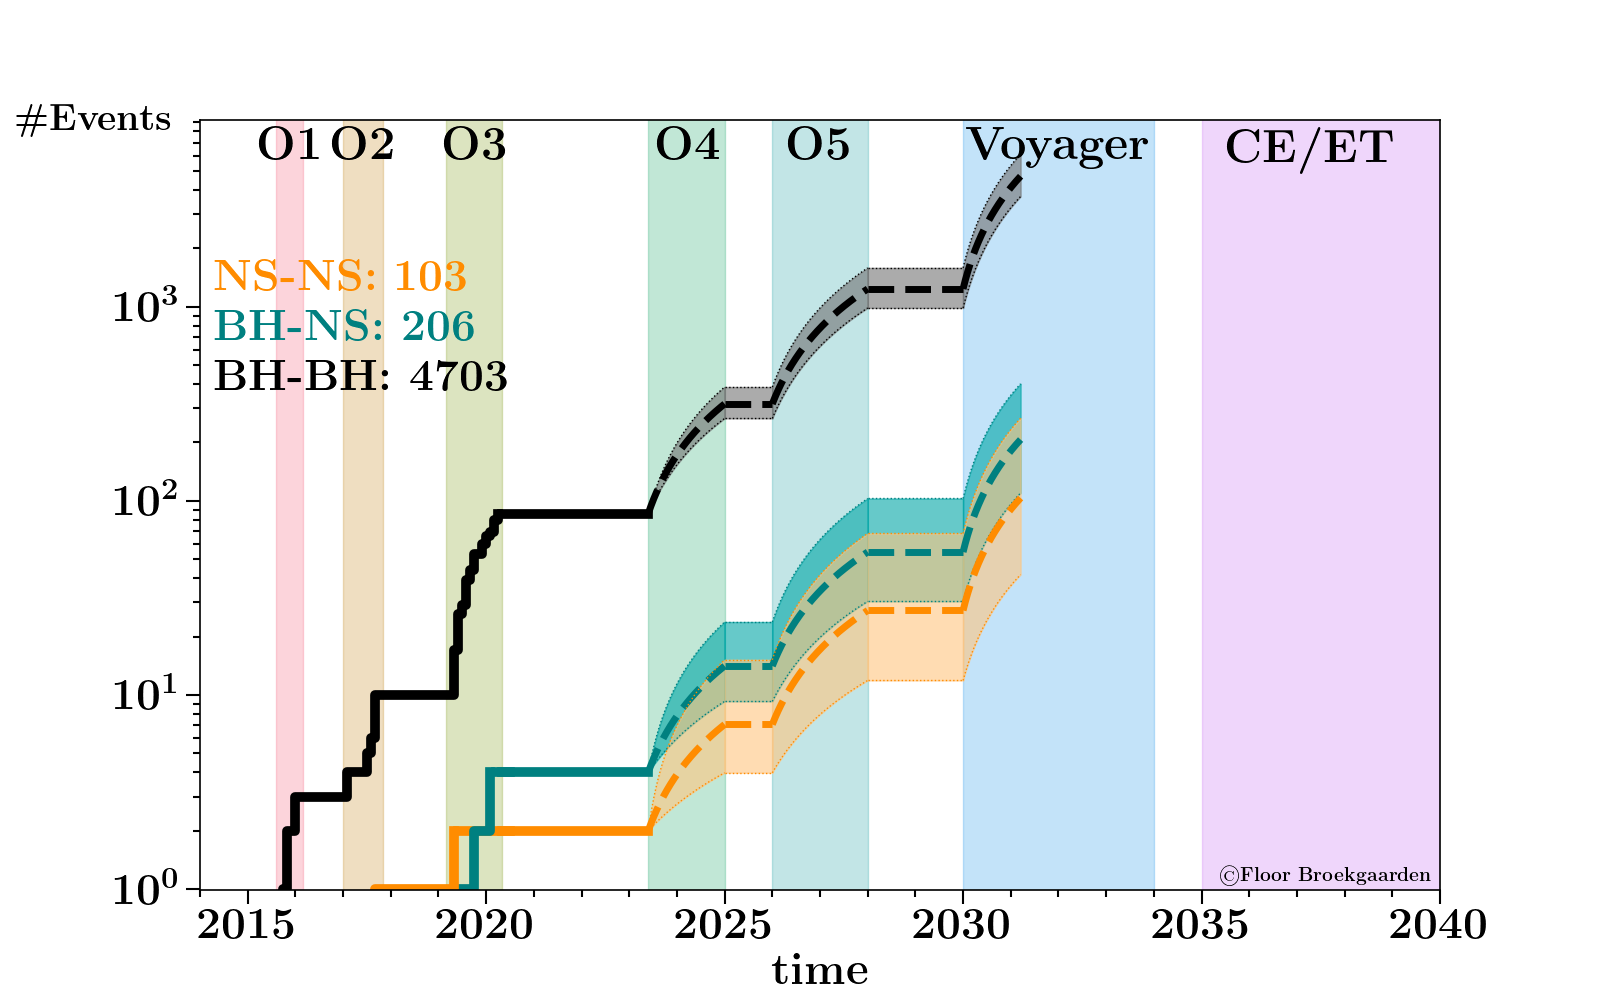 #Events
O1 O2 O3 O4 O5 Voyager CE/ET
NS-NS: 103
BH-NS: 206
BH-BH: 4703
10³
10²
10¹
10⁰
©Floor Broekgaarden
2015 2020 2025 2030 2035 2040
time